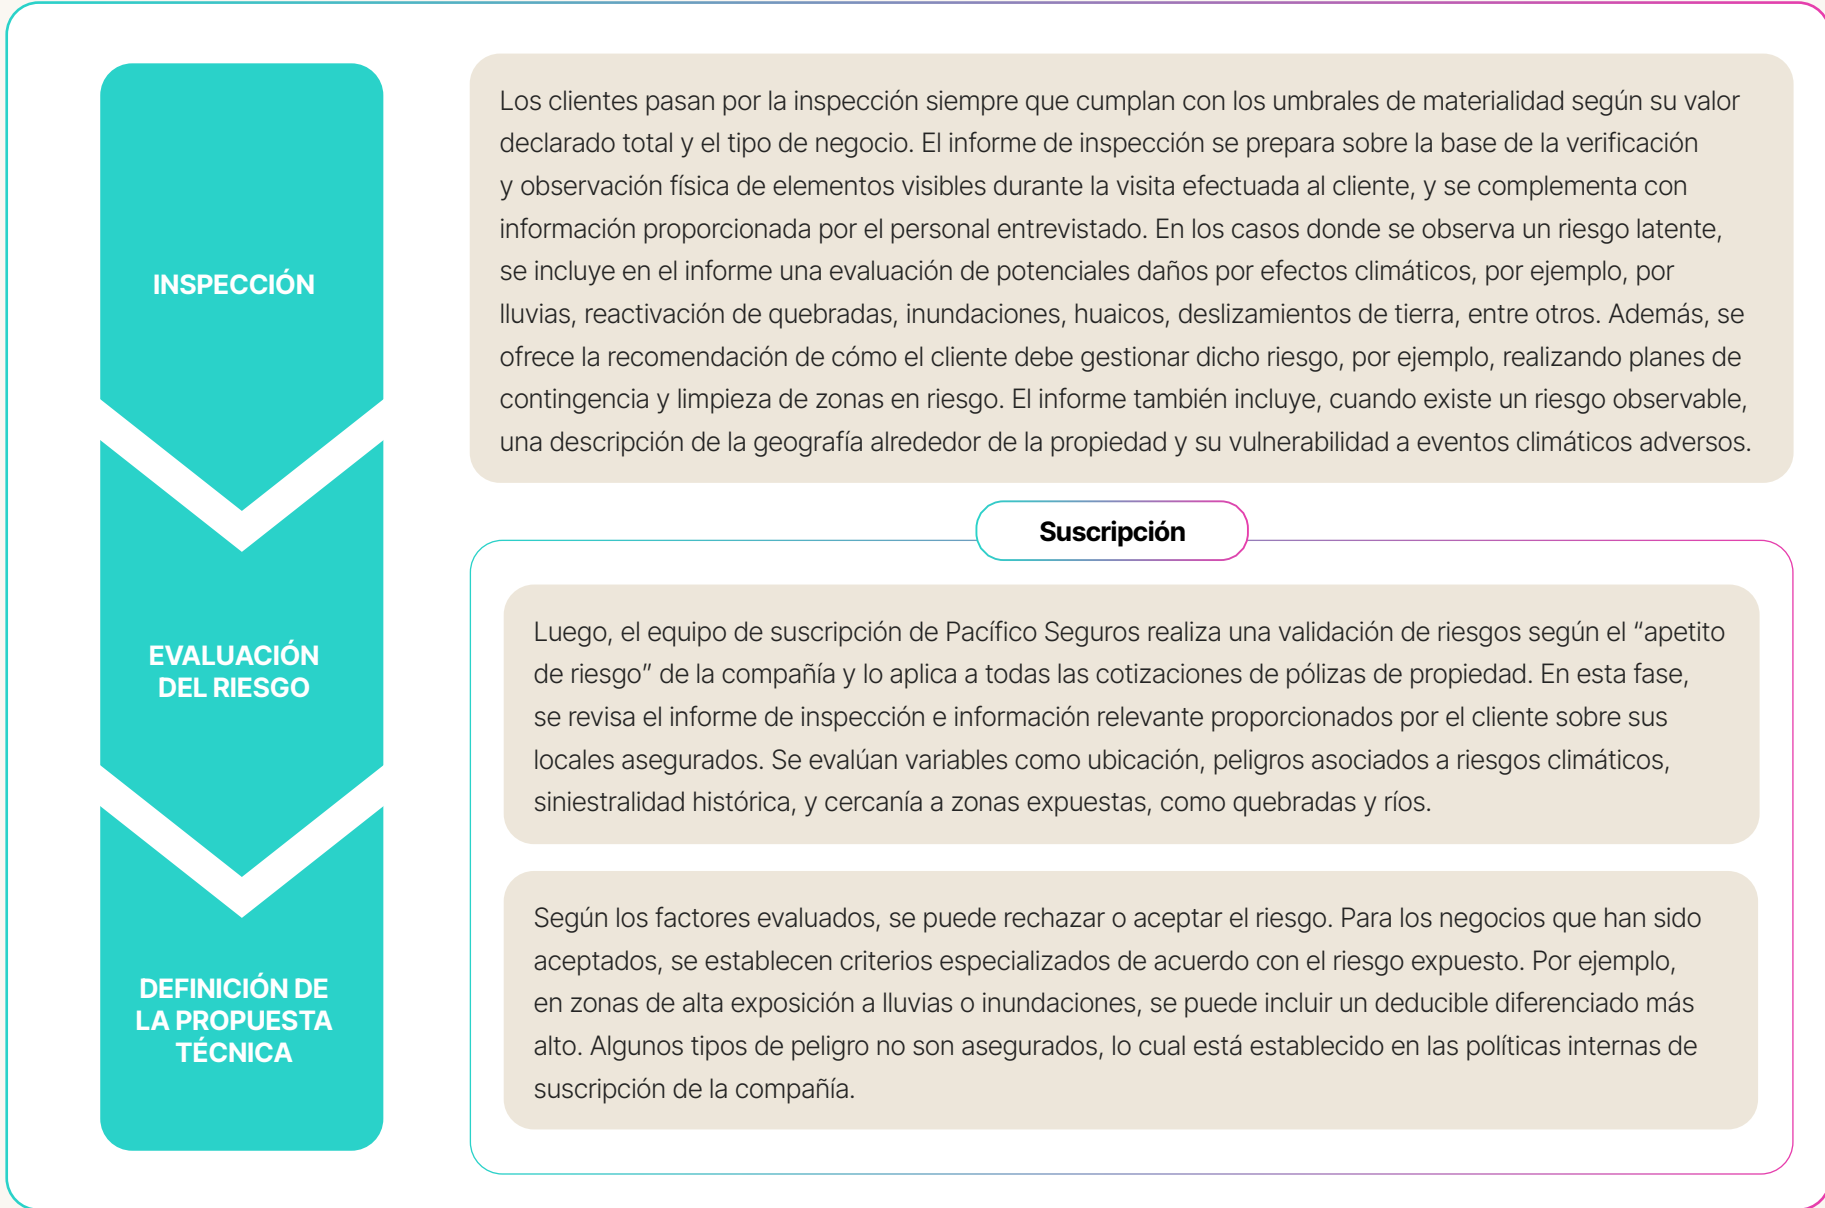 INSPECCIÓN
Los clientes pasan por la inspección siempre que cumplan con los umbrales de materialidad según su valor
declarado total y el tipo de negocio. El informe de inspección se prepara sobre la base de la verificación
y observación física de elementos visibles durante la visita efectuada al cliente, y se complementa con
información proporcionada por el personal entrevistado. En los casos donde se observa un riesgo latente,
se incluye en el informe una evaluación de potenciales daños por efectos climáticos, por ejemplo, por
lluvias, reactivación de quebradas, inundaciones, huaicos, deslizamientos de tierra, entre otros. Además, se
ofrece la recomendación de cómo el cliente debe gestionar dicho riesgo, por ejemplo, realizando planes de
contingencia y limpieza de zonas en riesgo. El informe también incluye, cuando existe un riesgo observable,
una descripción de la geografía alrededor de la propiedad y su vulnerabilidad a eventos climáticos adversos.
Suscripción
EVALUACIÓN
DEL RIESGO
Luego, el equipo de suscripción de Pacífico Seguros realiza una validación de riesgos según el “apetito
de riesgo” de la compañía y lo aplica a todas las cotizaciones de pólizas de propiedad. En esta fase,
se revisa el informe de inspección e información relevante proporcionados por el cliente sobre sus
locales asegurados. Se evalúan variables como ubicación, peligros asociados a riesgos climáticos,
siniestralidad histórica, y cercanía a zonas expuestas, como quebradas y ríos.
DEFINICIÓN DE
LA PROPUESTA
TÉCNICA
Según los factores evaluados, se puede rechazar o aceptar el riesgo. Para los negocios que han sido
aceptados, se establecen criterios especializados de acuerdo con el riesgo expuesto. Por ejemplo,
en zonas de alta exposición a lluvias o inundaciones, se puede incluir un deducible diferenciado más
alto. Algunos tipos de peligro no son asegurados, lo cual está establecido en las políticas internas de
suscripción de la compañía.